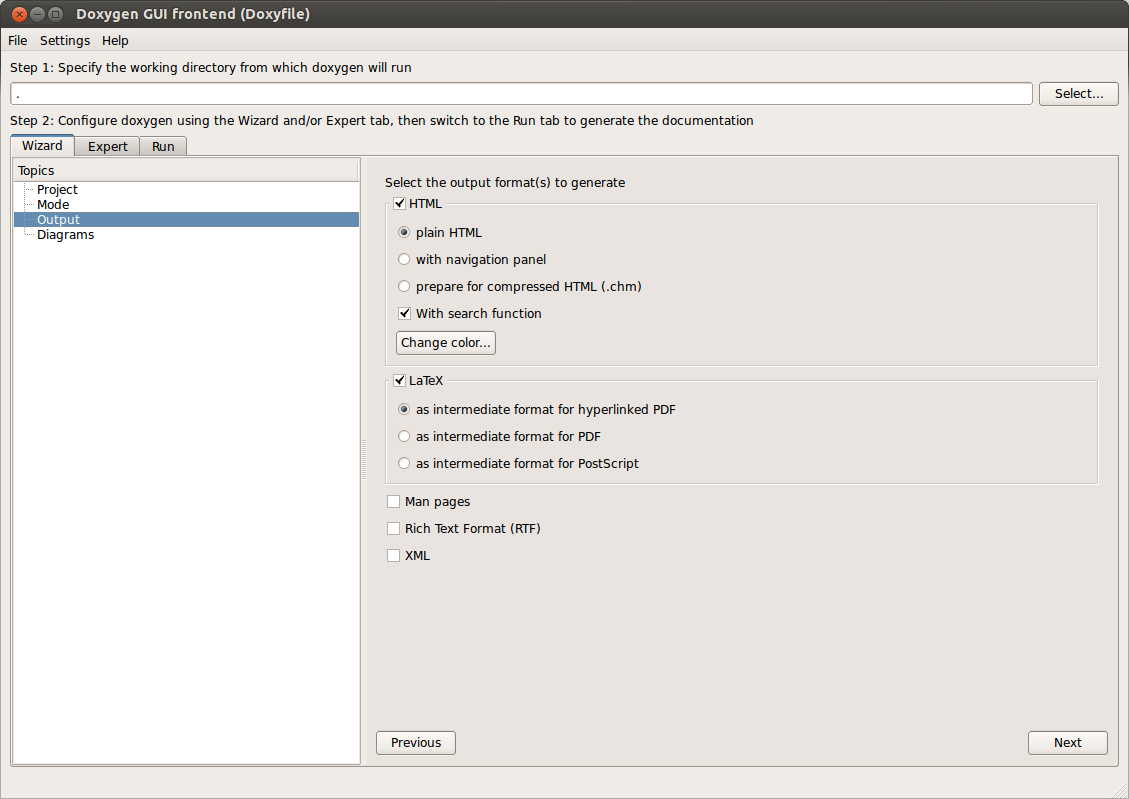 Doxygen GUI frontend (Doxyfile)
File Settings Help
Step 1: Specify the working directory from which doxygen will run
. Select...
Step 2: Configure doxygen using the Wizard and/or Expert tab, then switch to the Run tab to generate the documentation
Wizard Expert Run
Topics
Project
Mode
Output
Diagrams
Select the output format(s) to generate
HTML
plain HTML
with navigation panel
prepare for compressed HTML (.chm)
With search function
Change color...
LaTeX
as intermediate format for hyperlinked PDF
as intermediate format for PDF
as intermediate format for PostScript
Man pages
Rich Text Format (RTF)
XML
Previous Next